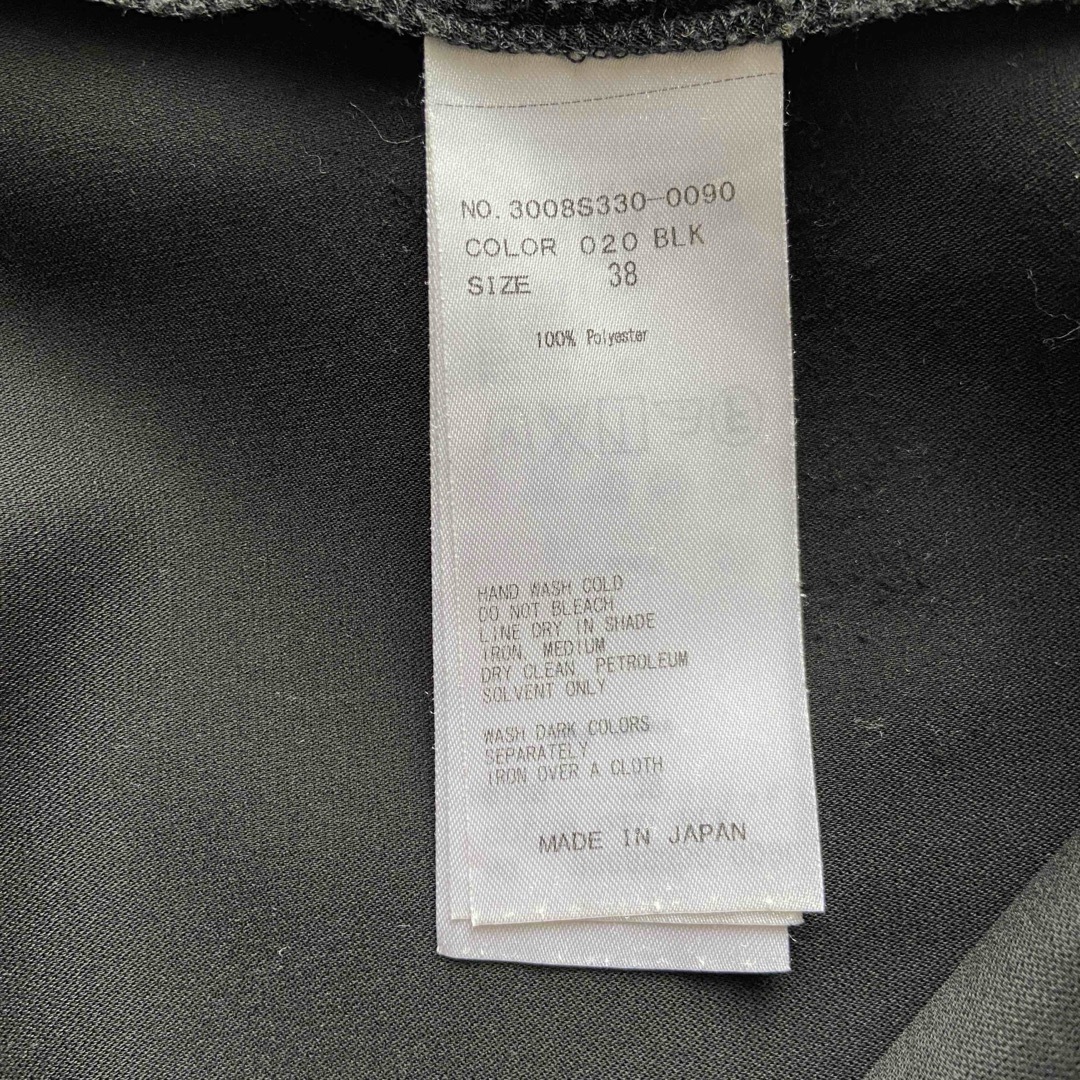 NO. 3008S330-0090
COLOR 020 BLK
SIZE 38
100% Polyester
HAND WASH COLD
DO NOT BLEACH
LINE DRY IN SHADE
IRON, MEDIUM
DRY CLEAN, PETROLEUM
SOLVENT ONLY
WASH DARK COLORS
SEPARATELY
IRON OVER A CLOTH
MADE IN JAPAN